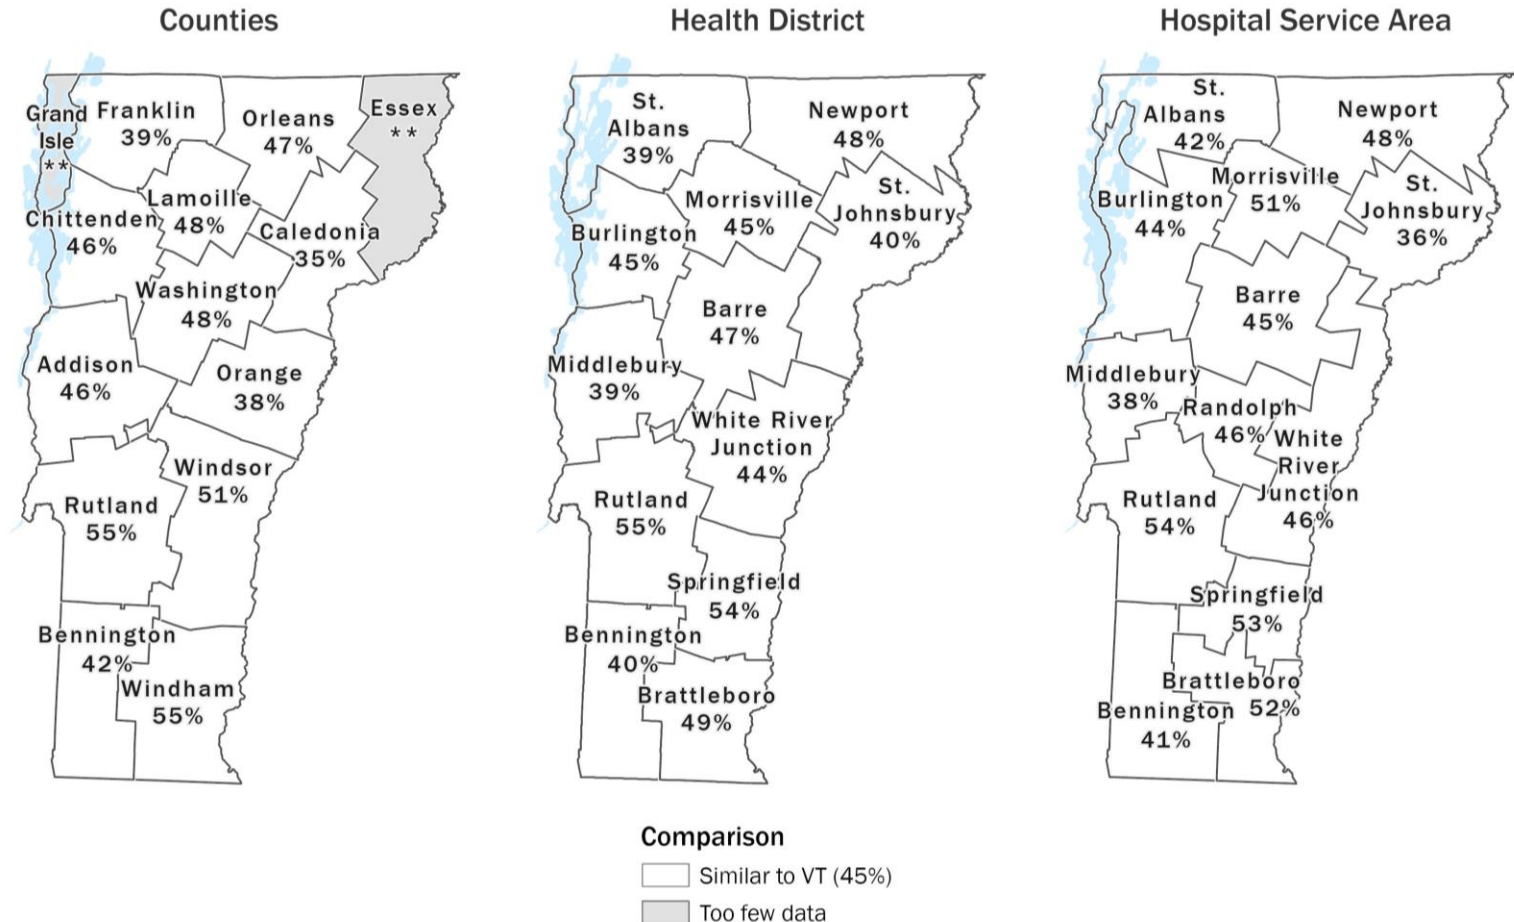 Counties
Health District
Hospital Service Area
Grand
Isle
**
Franklin
39%
Orleans
47%
Essex
**
Lamoille
48%
Chittenden
46%
Caledonia
35%
Washington
48%
Addison
46%
Orange
38%
Windsor
51%
Rutland
55%
Bennington
42%
Windham
55%
St.
Albans
39%
Newport
48%
Morrisville
45%
St.
Johnsbury
40%
Burlington
45%
Barre
47%
Middlebury
39%
White River
Junction
44%
Rutland
55%
Springfield
54%
Bennington
40%
Brattleboro
49%
St.
Albans
42%
Newport
48%
Morrisville
51%
St.
Johnsbury
36%
Burlington
44%
Barre
45%
Middlebury
38%
Randolph
46%
White
River
Junction
46%
Rutland
54%
Springfield
53%
Brattleboro
52%
Bennington
41%
Comparison
Similar to VT (45%)
Too few data